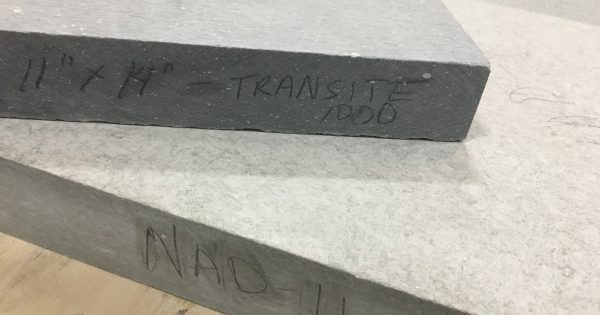 11" x 14" - TRANSITE
1000
NAD-11